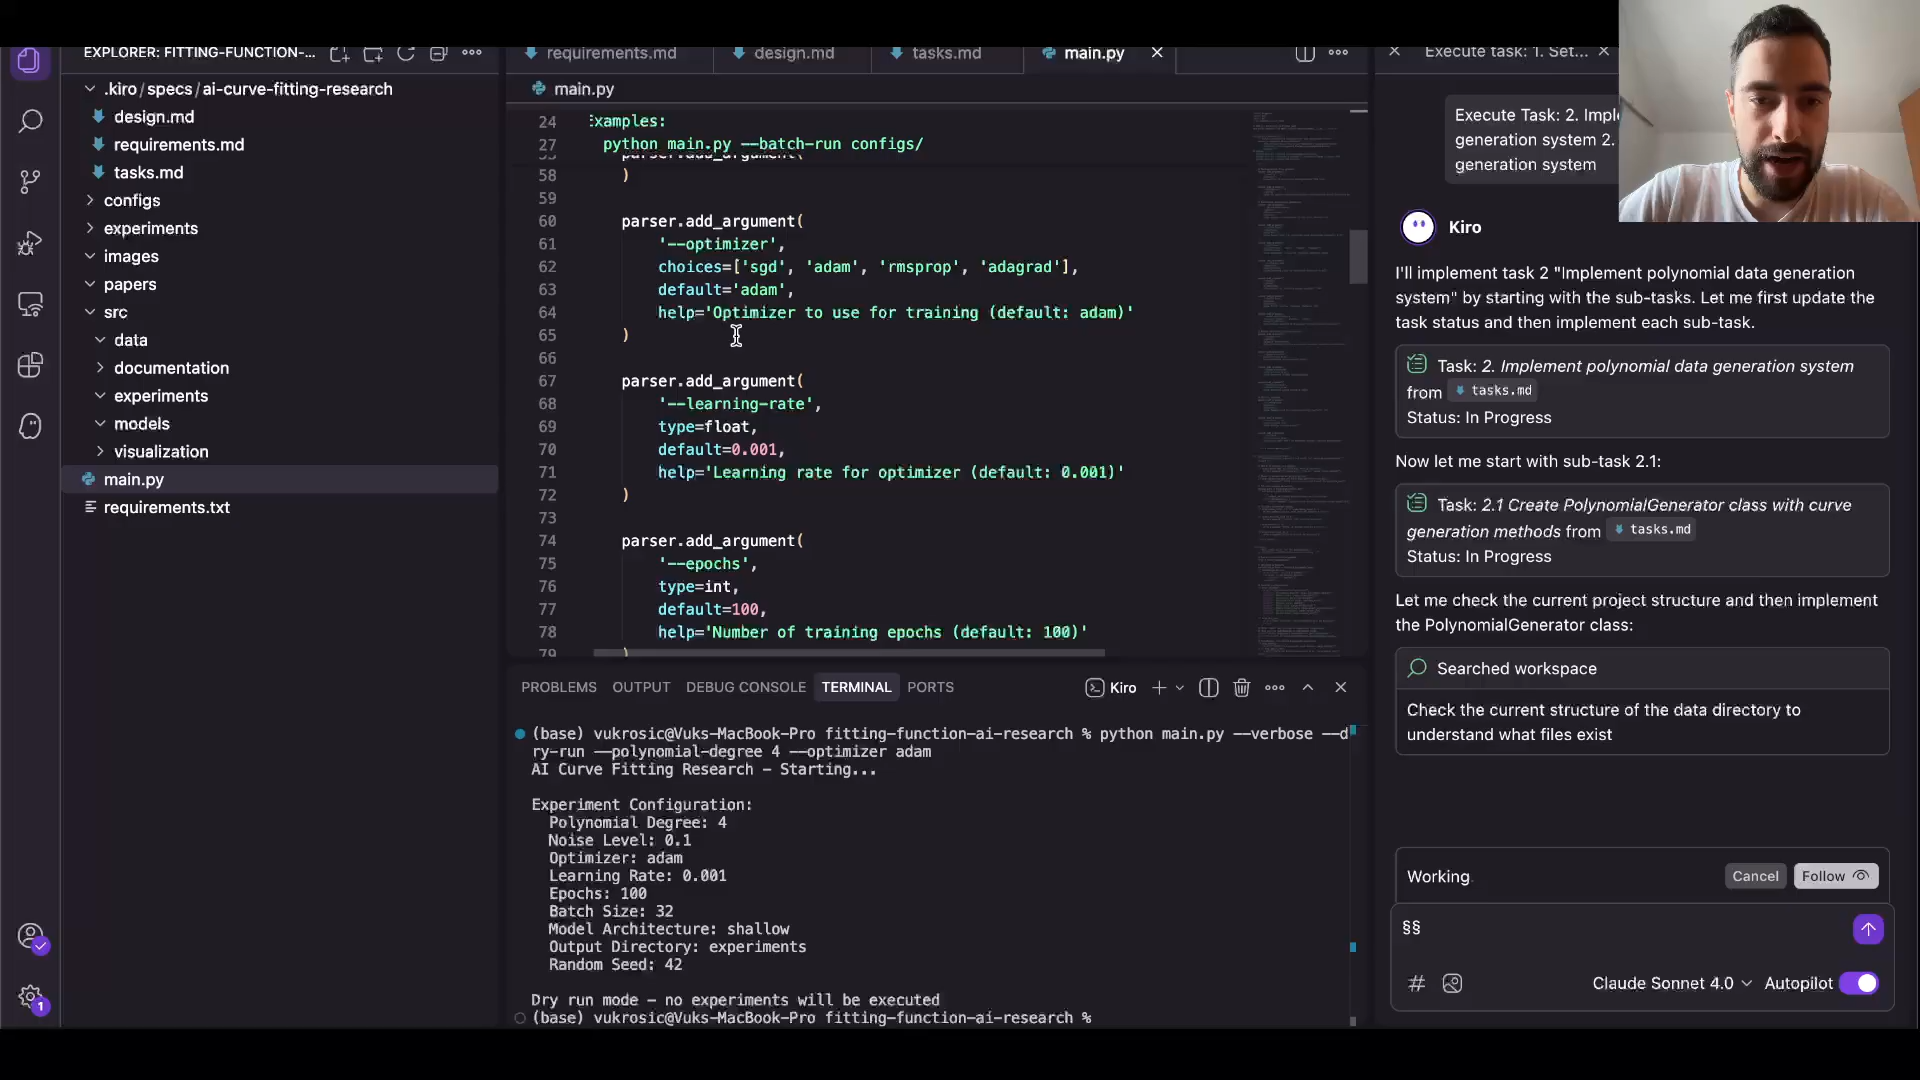 EXPLORER: FITTING-FUNCTION-...
.kiro / specs / ai-curve-fitting-research
design.md
requirements.md
tasks.md
configs
experiments
images
papers
src
data
documentation
experiments
models
visualization
main.py
requirements.txt
1
requirements.md
design.md
tasks.md
main.py
main.py
24 Examples:
27 python main.py --batch-run configs/
parser.add_argument(
58 )
59
60 parser.add_argument(
61 '--optimizer',
62 choices=['sgd', 'adam', 'rmsprop', 'adagrad'],
63 default='adam',
64 help='Optimizer to use for training (default: adam)'
65 )
66
67 parser.add_argument(
68 '--learning-rate',
69 type=float,
70 default=0.001,
71 help='Learning rate for optimizer (default: 0.001)'
72 )
73
74 parser.add_argument(
75 '--epochs',
76 type=int,
77 default=100,
78 help='Number of training epochs (default: 100)'
79 )
PROBLEMS OUTPUT DEBUG CONSOLE TERMINAL PORTS
Kiro
(base) vukrosic@Vuks-MacBook-Pro fitting-function-ai-research % python main.py --verbose --d
ry-run --polynomial-degree 4 --optimizer adam
AI Curve Fitting Research - Starting...
Experiment Configuration:
Polynomial Degree: 4
Noise Level: 0.1
Optimizer: adam
Learning Rate: 0.001
Epochs: 100
Batch Size: 32
Model Architecture: shallow
Output Directory: experiments
Random Seed: 42
Dry run mode - no experiments will be executed
(base) vukrosic@Vuks-MacBook-Pro fitting-function-ai-research %
Execute task: 1. Set...
Execute Task: 2. Impl
generation system 2.
generation system
Kiro
I'll implement task 2 "Implement polynomial data generation
system" by starting with the sub-tasks. Let me first update the
task status and then implement each sub-task.
Task: 2. Implement polynomial data generation system
from tasks.md
Status: In Progress
Now let me start with sub-task 2.1:
Task: 2.1 Create PolynomialGenerator class with curve
generation methods from tasks.md
Status: In Progress
Let me check the current project structure and then implement
the PolynomialGenerator class:
Searched workspace
Check the current structure of the data directory to
understand what files exist
Working.
Cancel
Follow
§§
Claude Sonnet 4.0
Autopilot